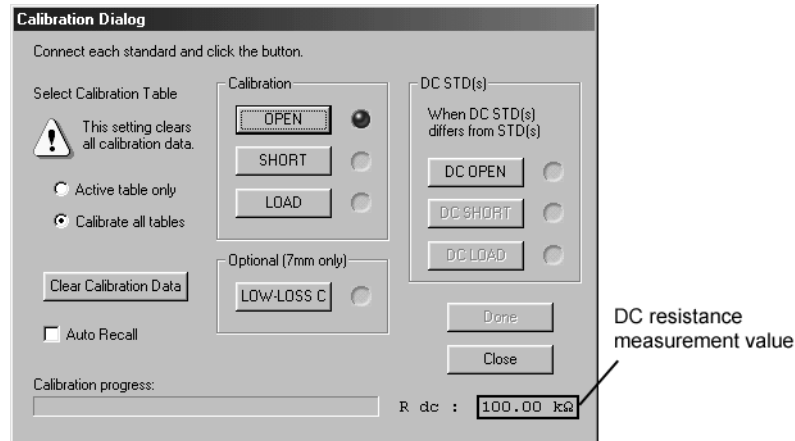 Calibration Dialog
Connect each standard and click the button.
Select Calibration Table
This setting clears
all calibration data.
Active table only
Calibrate all tables
Clear Calibration Data
Auto Recall
Calibration
OPEN
SHORT
LOAD
Optional (7mm only)
LOW-LOSS C
DC STD(s)
When DC STD(s)
differs from STD(s)
DC OPEN
DC SHORT
DC LOAD
Done
Close
Calibration progress:
R dc : 100.00 kΩ
DC resistance
measurement value